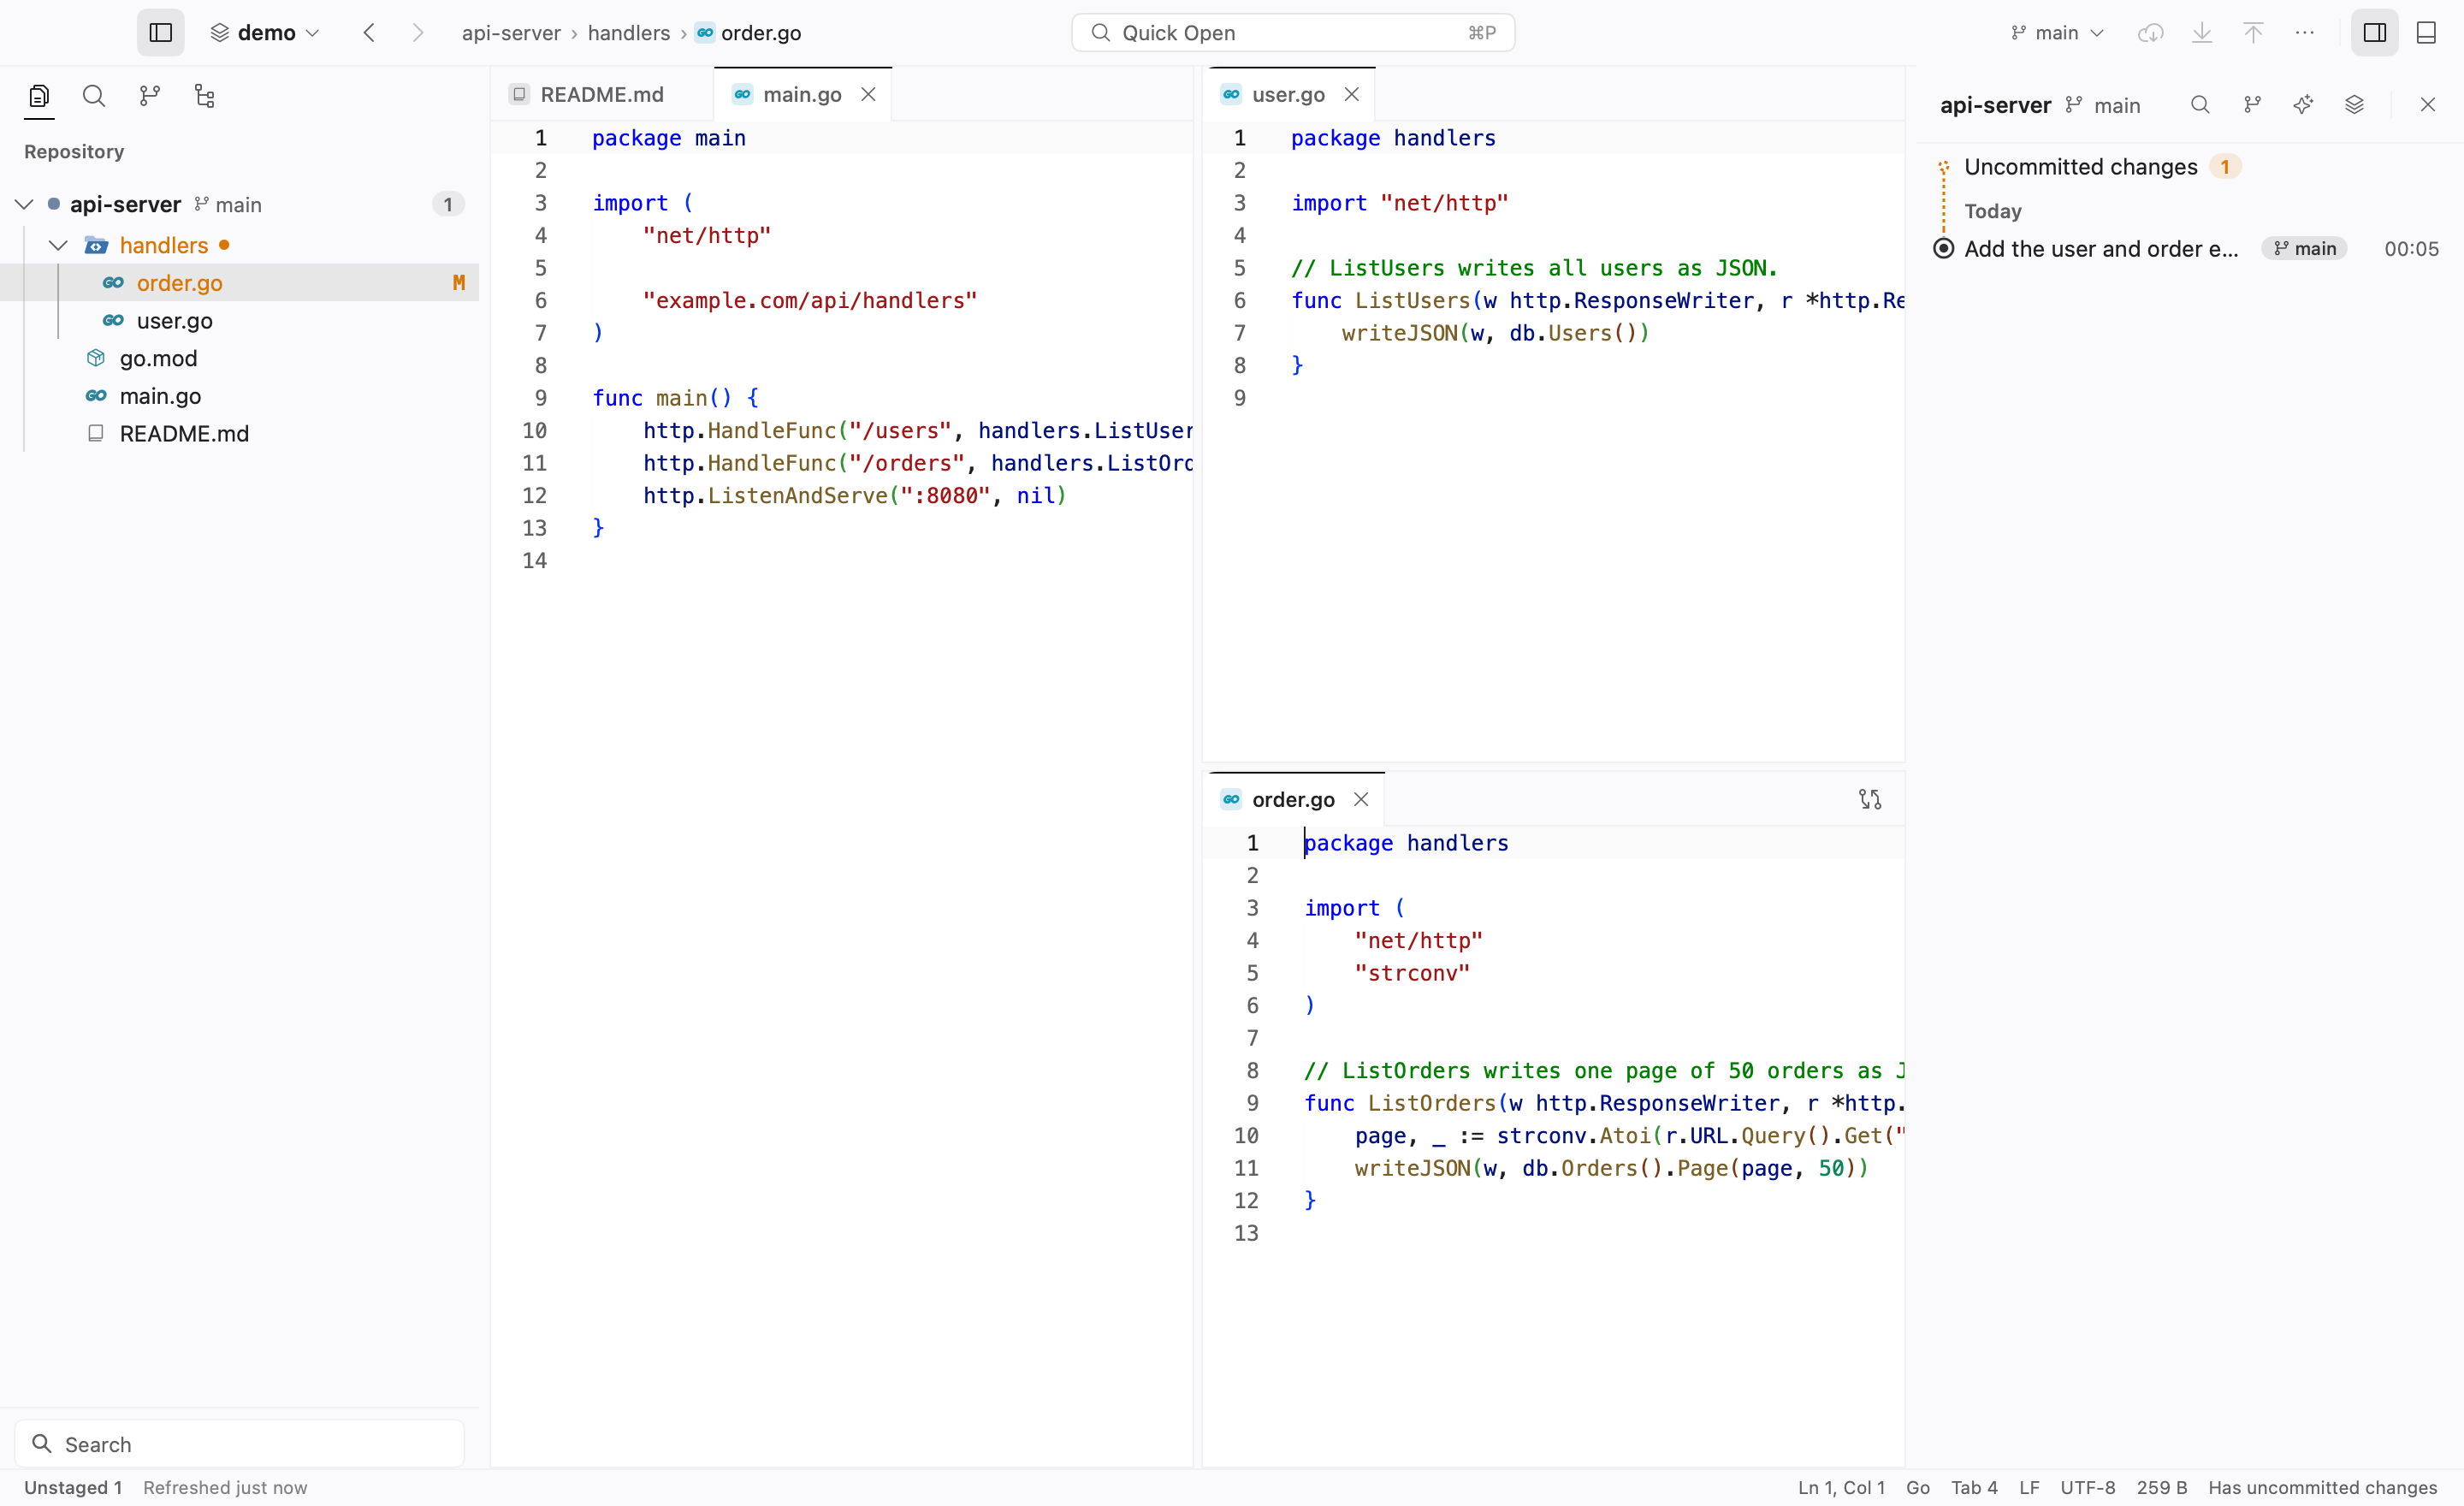 demo
api-server › handlers › order.go
Quick Open ⌘P
main
Repository
api-server main 1
handlers
order.go M
user.go
go.mod
main.go
README.md
Search
README.md
main.go
1 package main
2
3 import (
4 "net/http"
5
6 "example.com/api/handlers"
7 )
8
9 func main() {
10 http.HandleFunc("/users", handlers.ListUser
11 http.HandleFunc("/orders", handlers.ListOrd
12 http.ListenAndServe(":8080", nil)
13 }
14
user.go
1 package handlers
2
3 import "net/http"
4
5 // ListUsers writes all users as JSON.
6 func ListUsers(w http.ResponseWriter, r *http.Re
7 writeJSON(w, db.Users())
8 }
9
order.go
1 package handlers
2
3 import (
4 "net/http"
5 "strconv"
6 )
7
8 // ListOrders writes one page of 50 orders as J
9 func ListOrders(w http.ResponseWriter, r *http.
10 page, _ := strconv.Atoi(r.URL.Query().Get("
11 writeJSON(w, db.Orders().Page(page, 50))
12 }
13
api-server main
Uncommitted changes 1
Today
Add the user and order e... main 00:05
Unstaged 1 Refreshed just now
Ln 1, Col 1 Go Tab 4 LF UTF-8 259 B Has uncommitted changes